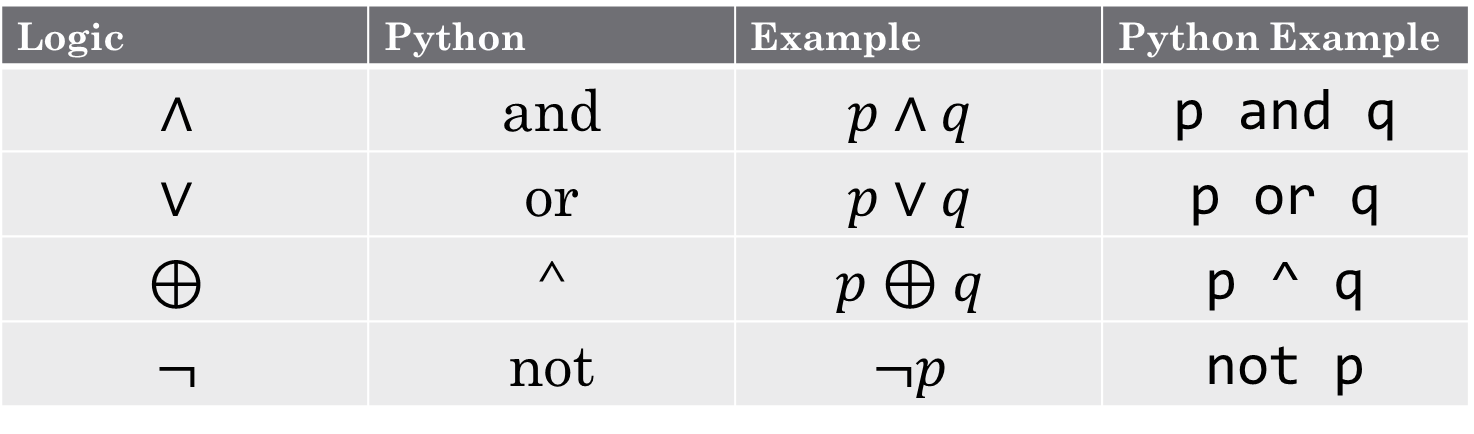 Logic Python Example Python Example
∧ and p ∧ q p and q
∨ or p ∨ q p or q
⊕ ^ p ⊕ q p ^ q
¬ not ¬p not p